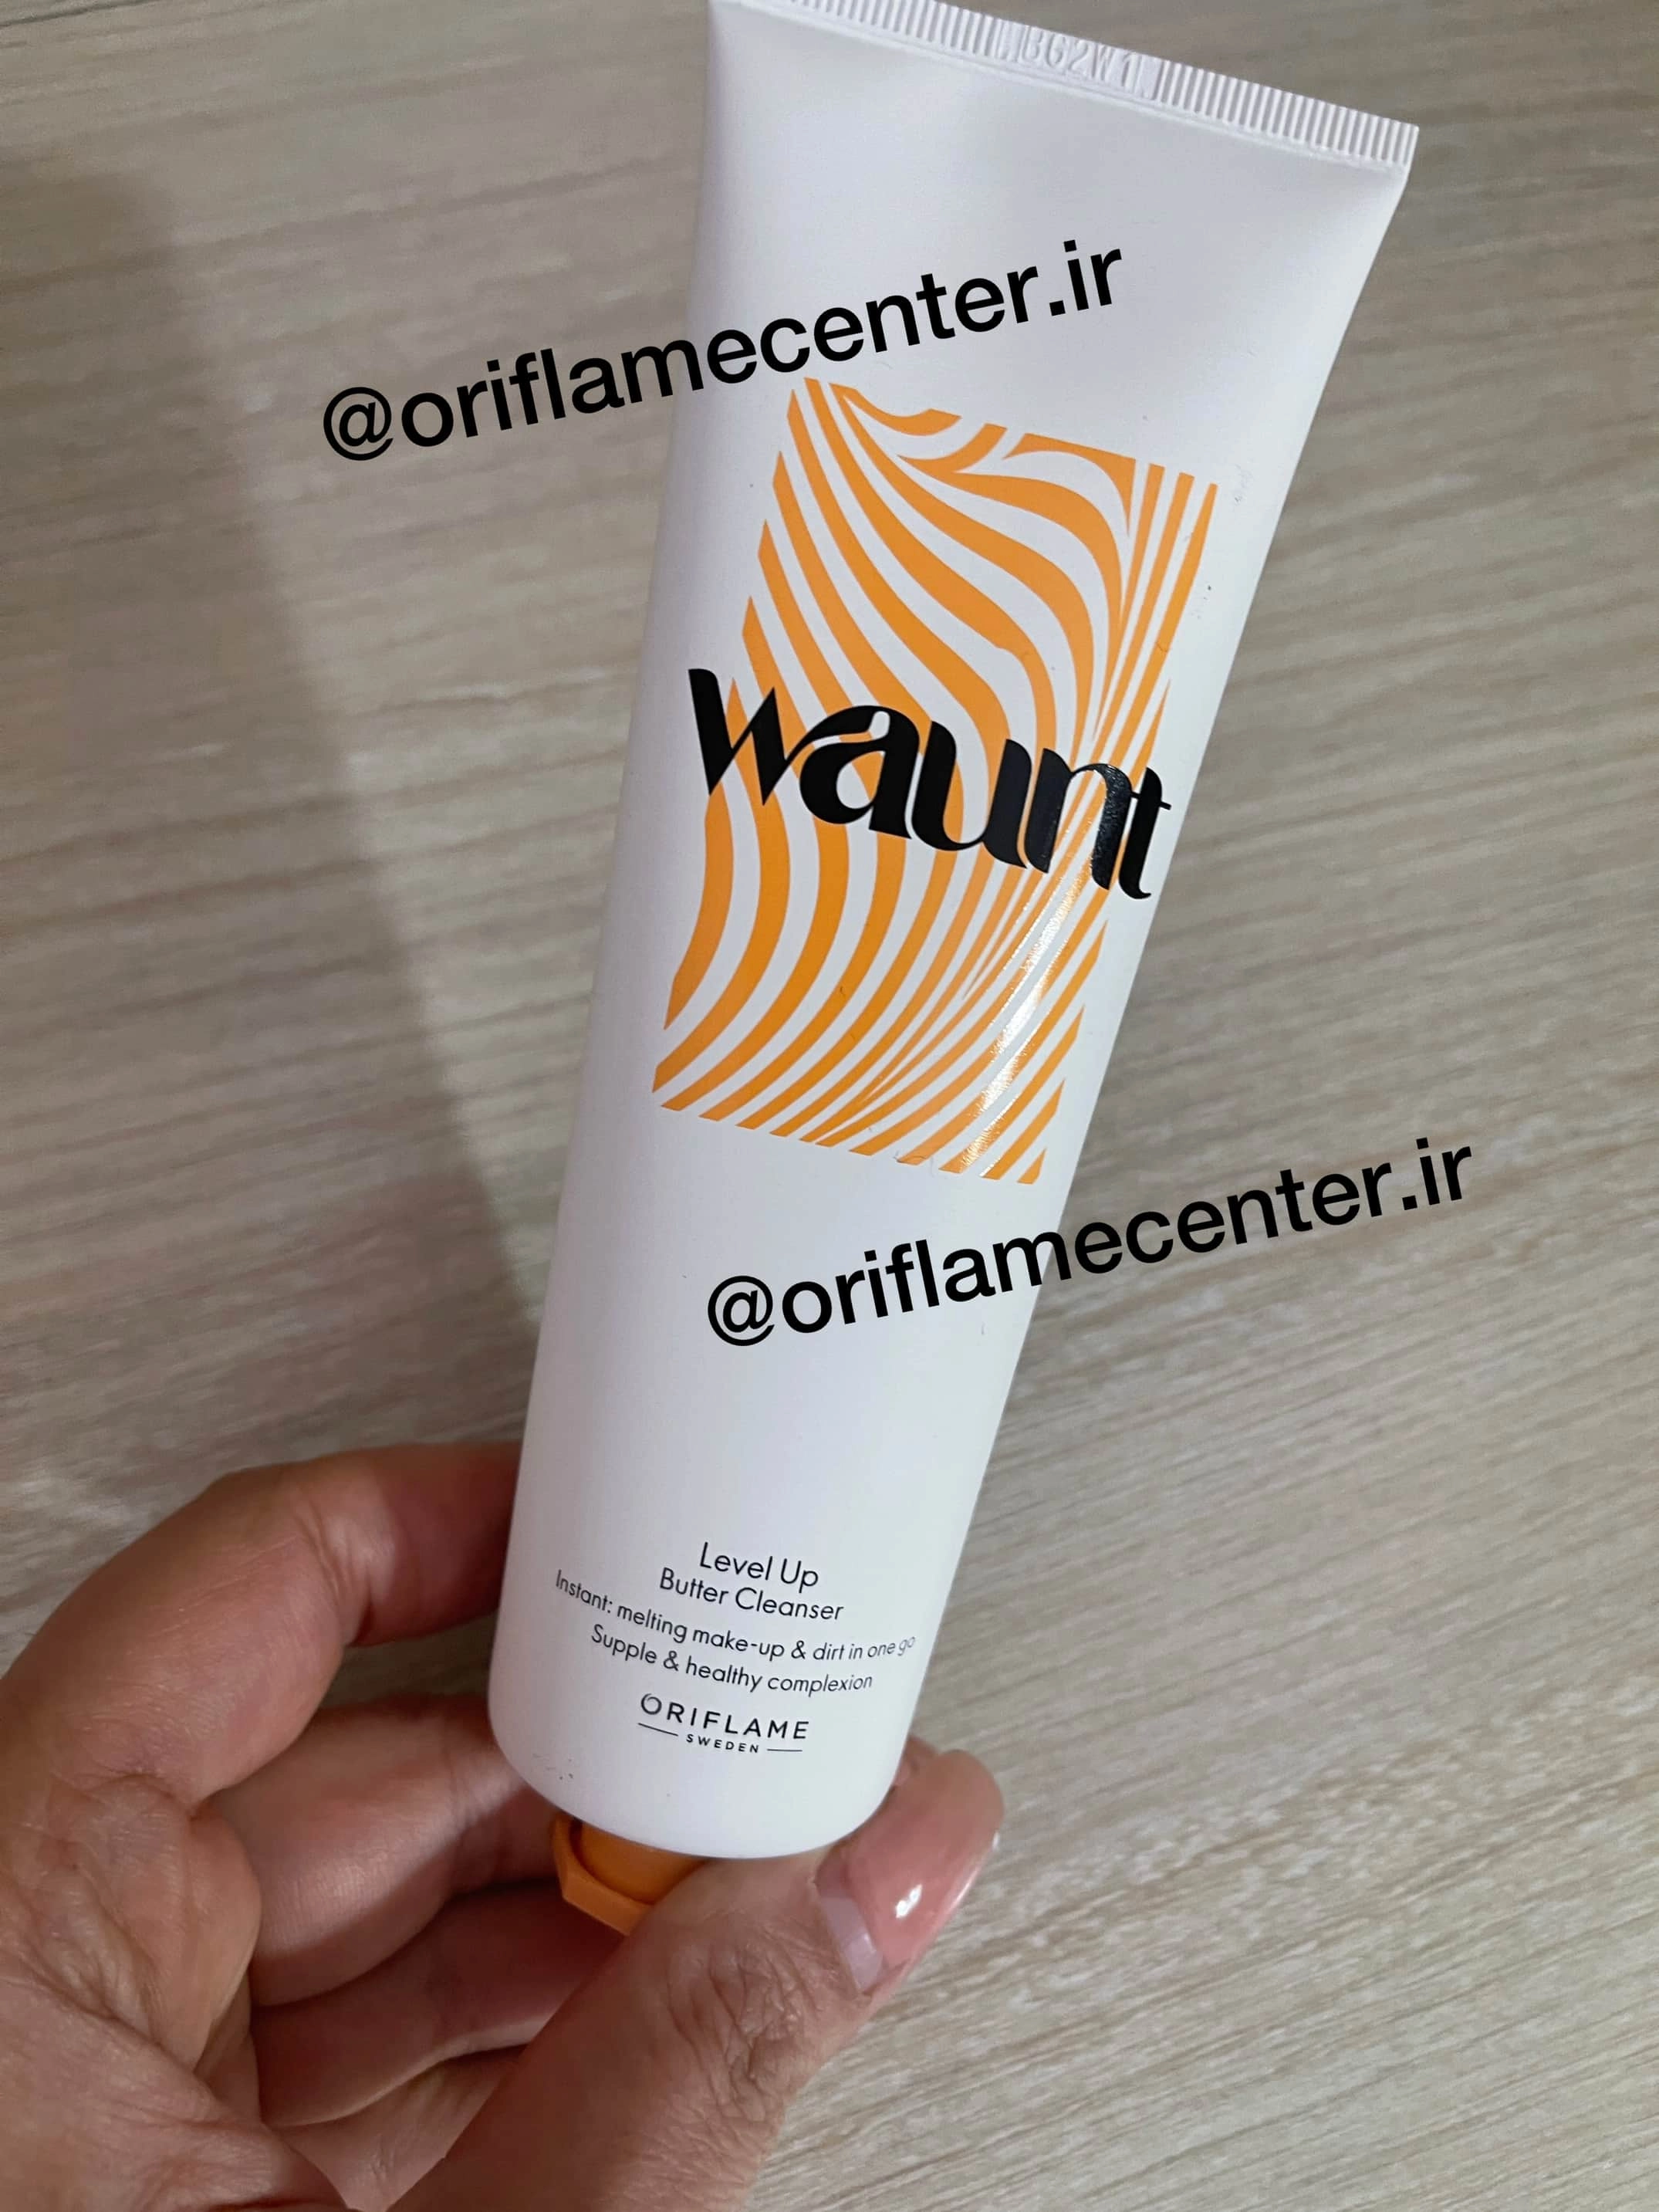 BG2W1
@oriflamecenter.ir
waunt
@oriflamecenter.ir
Level Up
Butter Cleanser
Instant: melting make-up & dirt in one go
Supple & healthy complexion
ORIFLAME
SWEDEN